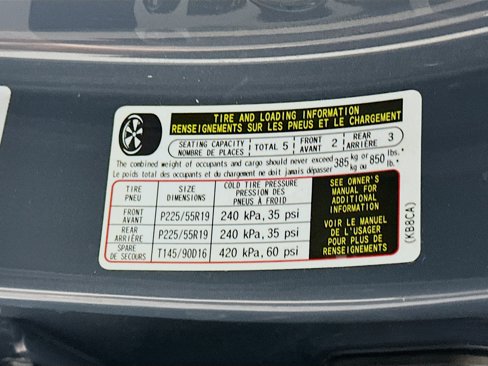 TIRE AND LOADING INFORMATION
RENSEIGNEMENTS SUR LES PNEUS ET LE CHARGEMENT
SEATING CAPACITY
NOMBRE DE PLACES
TOTAL 5
FRONT
AVANT
2
REAR
ARRIÈRE
3
The combined weight of occupants and cargo should never exceed 385 kg or 850 lbs.
Le poids total des occupants et du chargement ne doit jamais dépasser kg ou lb.
TIRE
PNEU
SIZE
DIMENSIONS
COLD TIRE PRESSURE
PRESSION DES
PNEUS À FROID
FRONT
AVANT
P225/55R19
240 kPa, 35 psi
REAR
ARRIÈRE
P225/55R19
240 kPa, 35 psi
SPARE
DE SECOURS
T145/90D16
420 kPa, 60 psi
SEE OWNER'S
MANUAL FOR
ADDITIONAL
INFORMATION
VOIR LE MANUEL
DE L'USAGER
POUR PLUS DE
RENSEIGNEMENTS
(KB8CA)